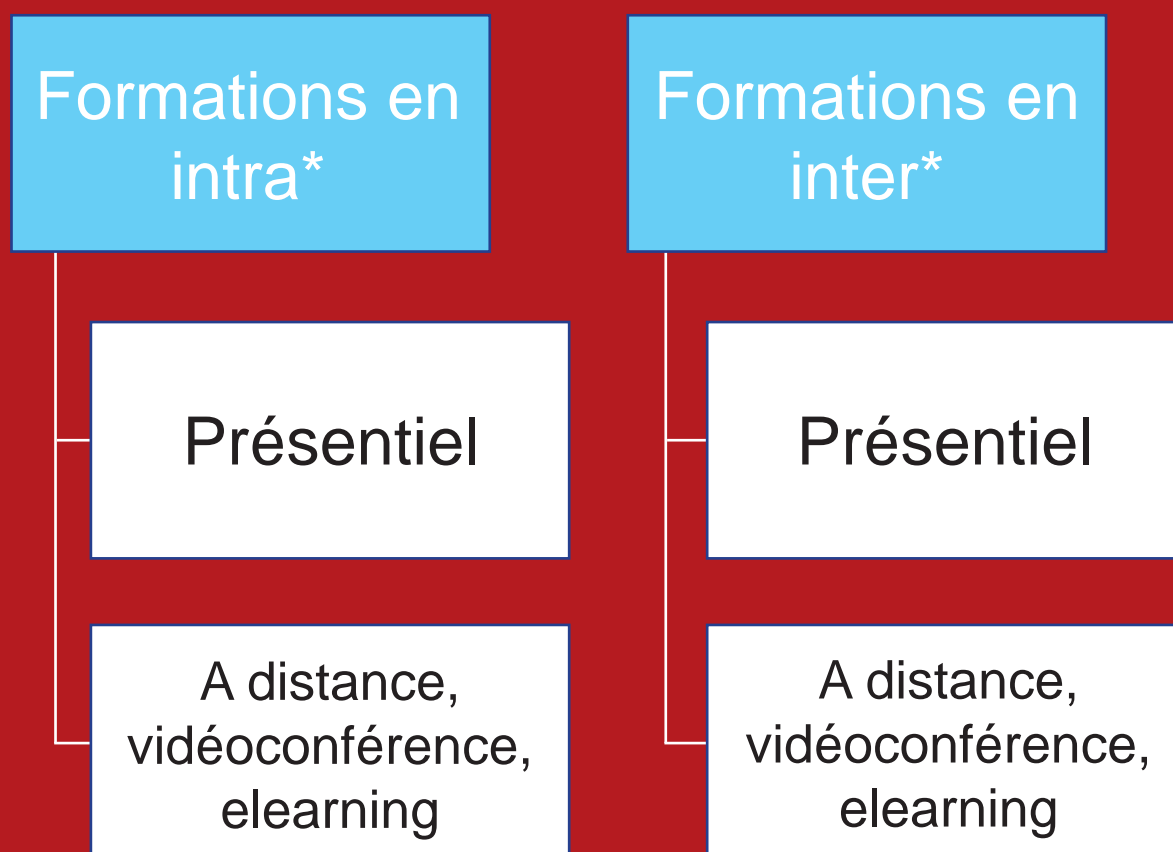 Formations en
intra*
Présentiel
A distance,
vidéoconférence,
elearning
Formations en
inter*
Présentiel
A distance,
vidéoconférence,
elearning